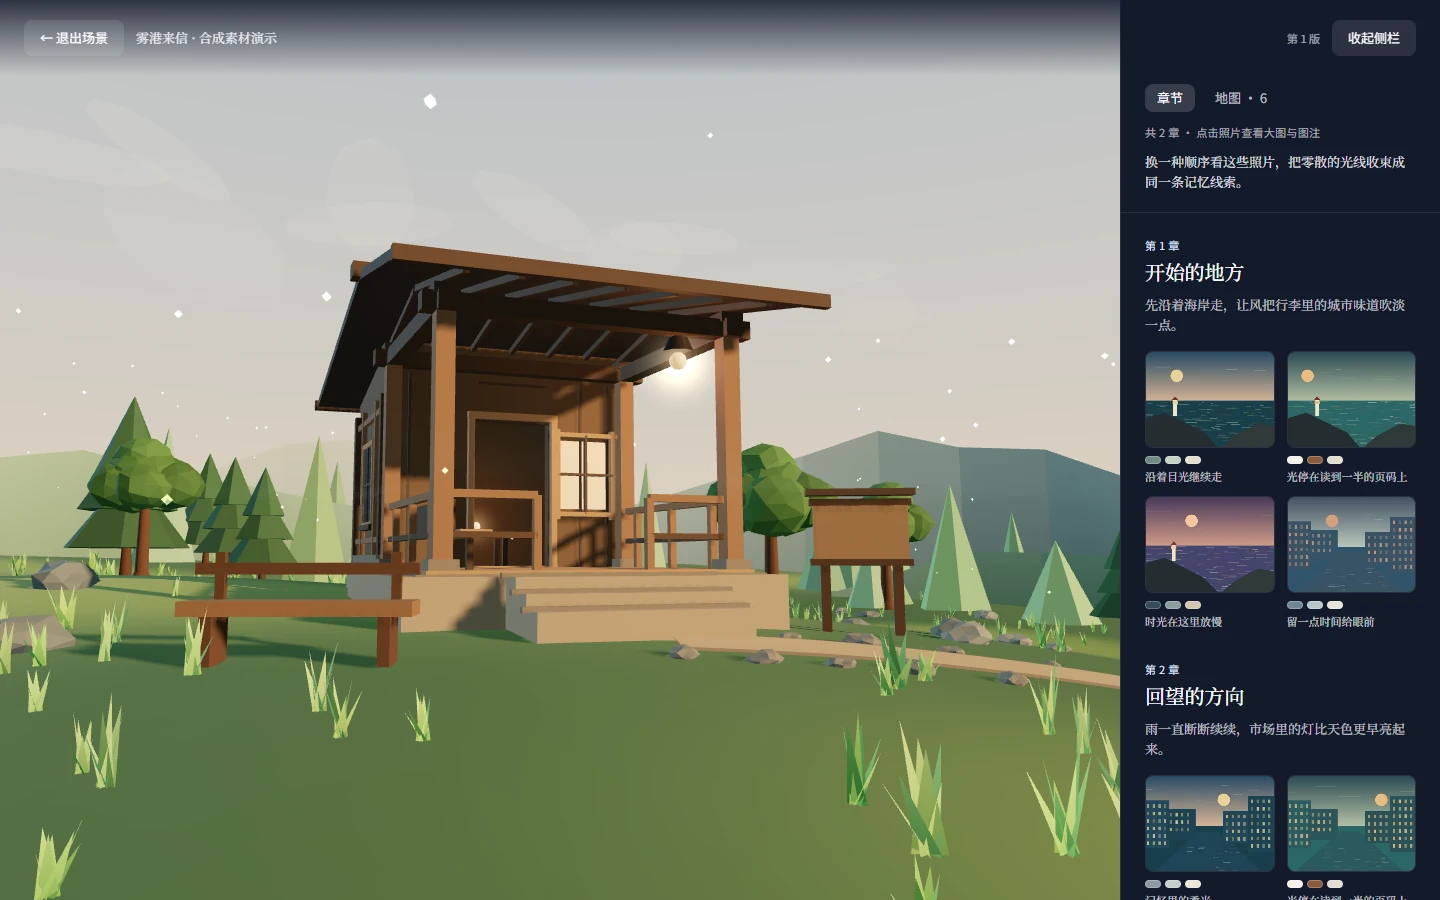 ← 退出场景
雾港来信 · 合成素材演示
第 1 版
收起侧栏
章节
地图 · 6
共 2 章 · 点击照片查看大图与图注
换一种顺序看这些照片，把零散的光线收束成
同一条记忆线索。
第 1 章
开始的地方
先沿着海岸走，让风把行李里的城市味道吹淡
一点。
沿着日光继续走
光停在读到一半的页码上
时光在这里放慢
留一点时间给眼前
第 2 章
回望的方向
雨一直断断续续，市场里的灯比天色更早亮起
来。